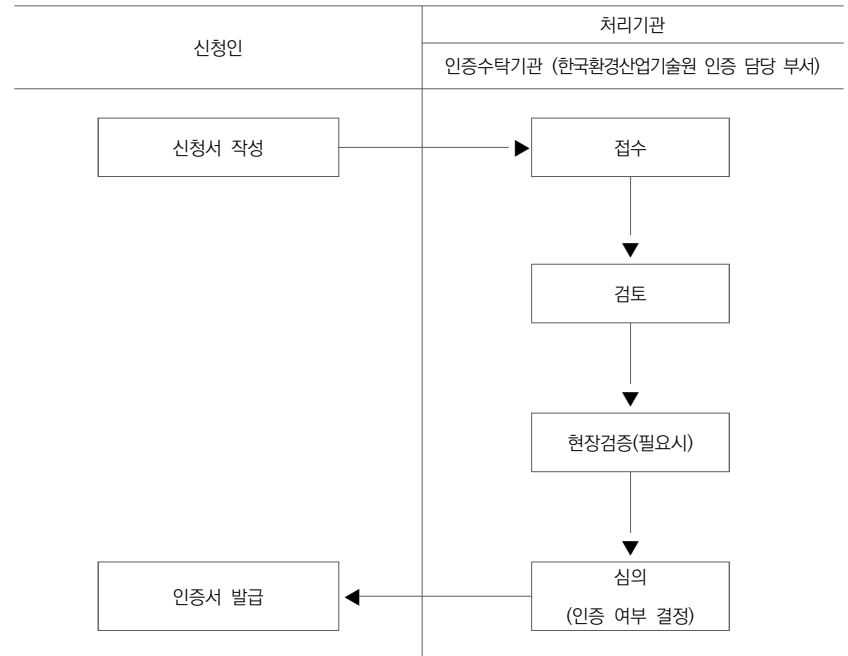 신청인
처리기관
인증수탁기관 (한국환경산업기술원 인증 담당 부서)
신청서 작성
접수
검토
현장검증(필요시)
인증서 발급
심의
(인증 여부 결정)